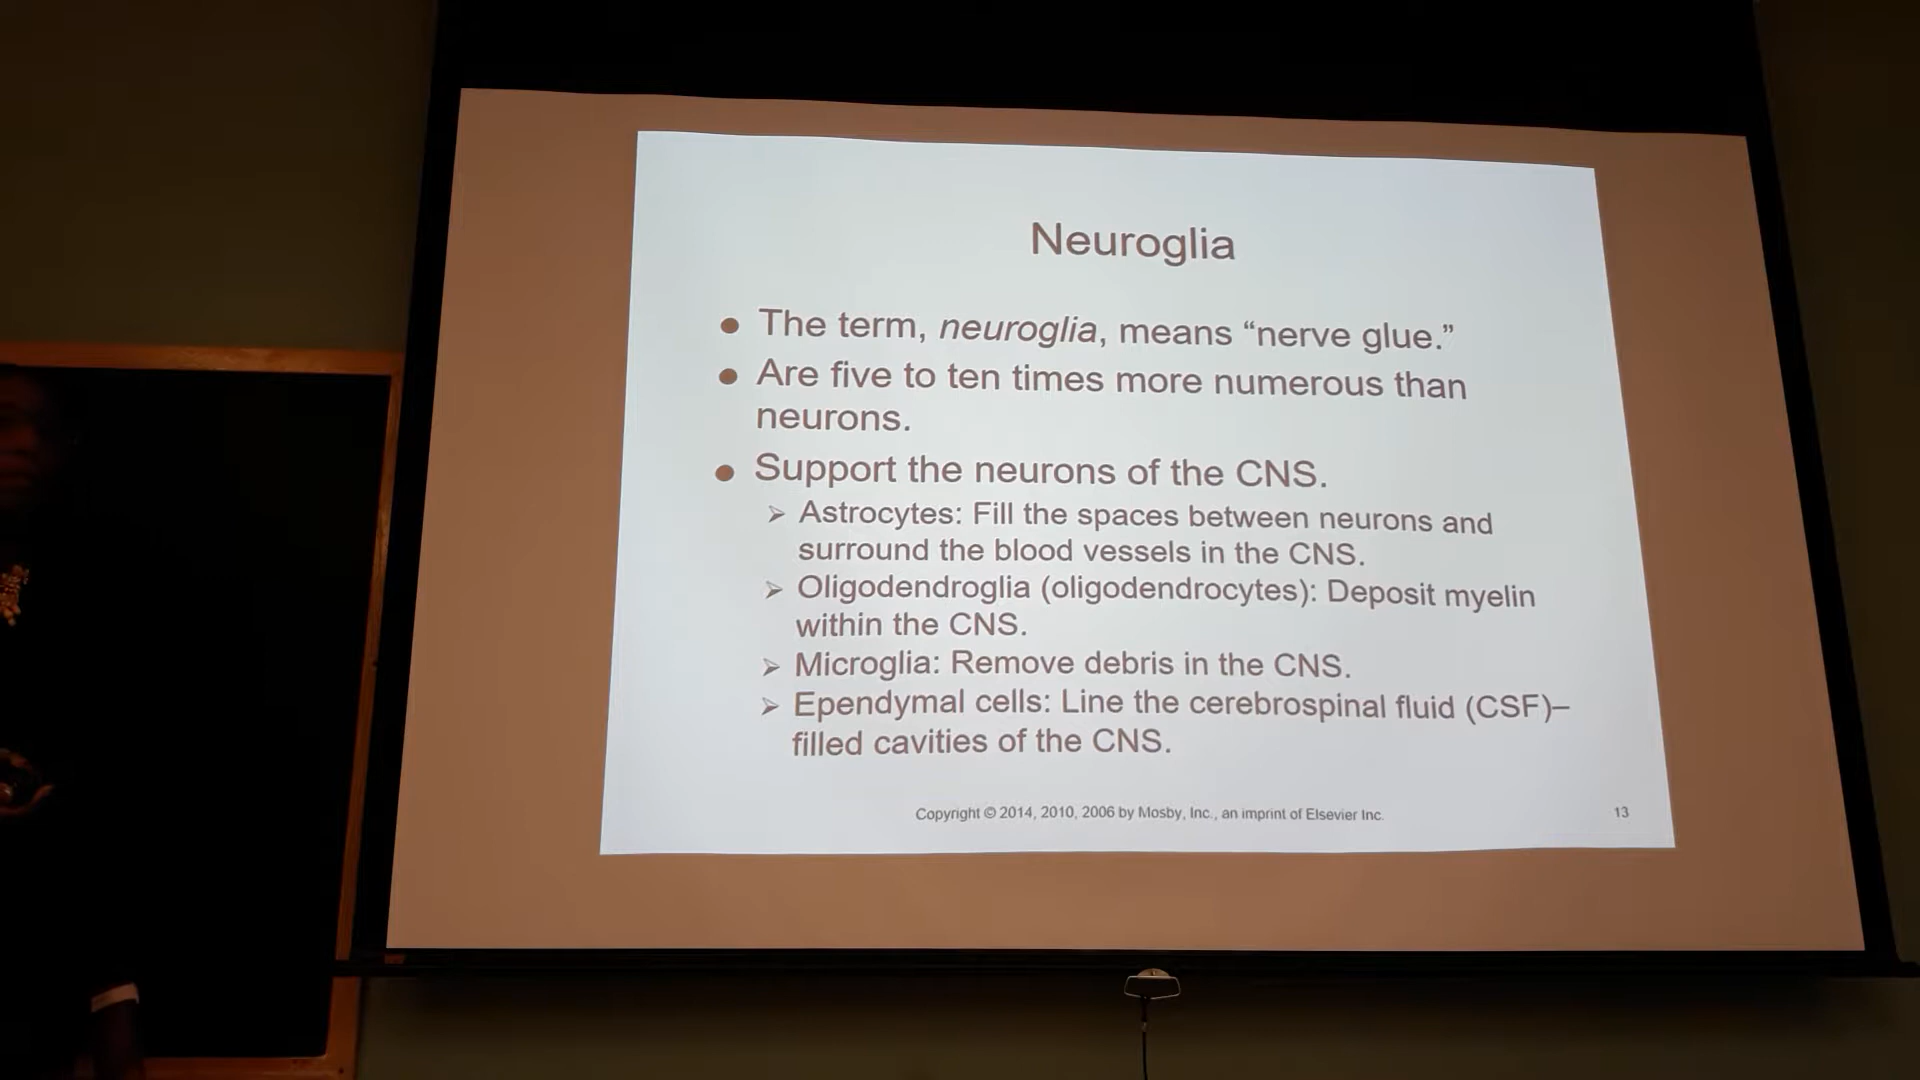 Neuroglia
● The term, neuroglia, means “nerve glue.”
● Are five to ten times more numerous than
neurons.
● Support the neurons of the CNS.
➢ Astrocytes: Fill the spaces between neurons and
surround the blood vessels in the CNS.
➢ Oligodendroglia (oligodendrocytes): Deposit myelin
within the CNS.
➢ Microglia: Remove debris in the CNS.
➢ Ependymal cells: Line the cerebrospinal fluid (CSF)–
filled cavities of the CNS.
Copyright © 2014, 2010, 2006 by Mosby, Inc., an imprint of Elsevier Inc.
13